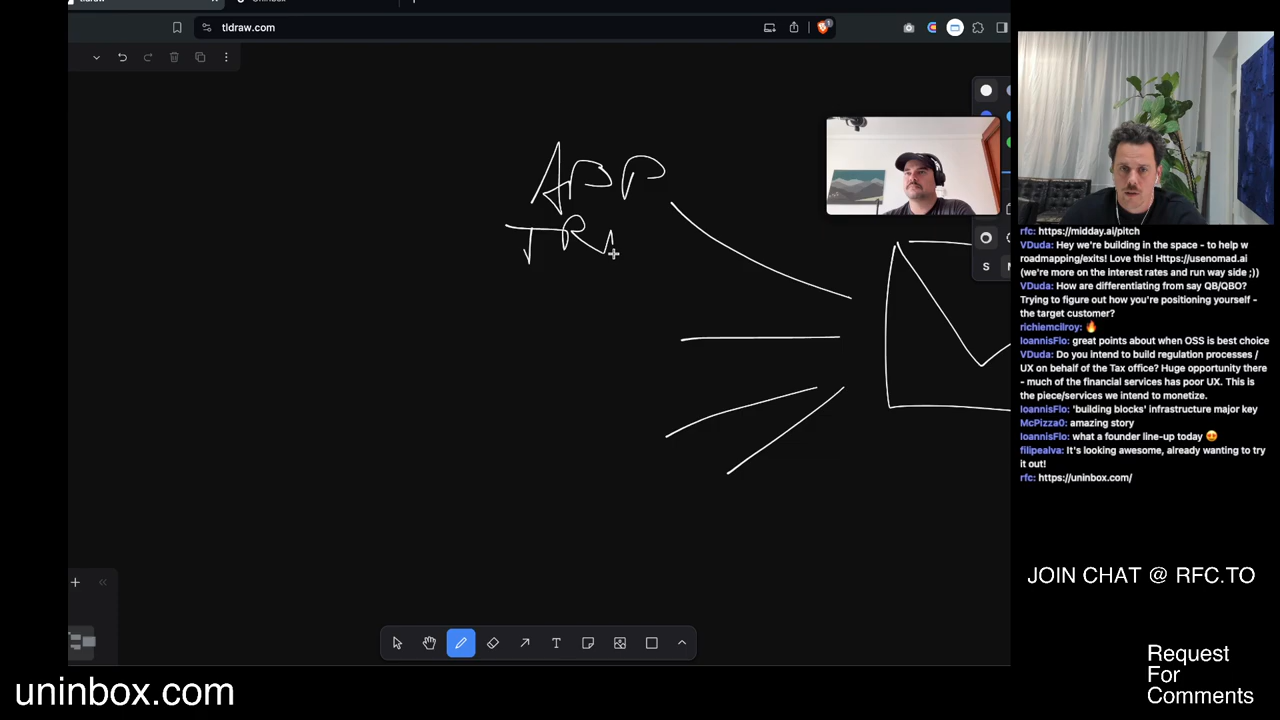 tldraw.com
1
APP
TR
S
rfc: https://midday.ai/pitch
VDuda: Hey we're building in the space - to help w
roadmapping/exits! Love this! Https://usenomad.ai
(we're more on the interest rates and run way side ;))
VDuda: How are differentiating from say QB/QBO?
Trying to figure out how you're positioning yourself -
the target customer?
richiemcilroy: 🔥
IoannisFlo: great points about when OSS is best choice
VDuda: Do you intend to build regulation processes /
UX on behalf of the Tax office? Huge opportunity there
- much of the financial services has poor UX. This is
the piece/services we intend to monetize.
IoannisFlo: 'building blocks' infrastructure major key
McPizza0: amazing story
IoannisFlo: what a founder line-up today 😍
filipealva: It's looking awesome, already wanting to try
it out!
rfc: https://uninbox.com/
JOIN CHAT @ RFC.TO
Request
For
Comments
uninbox.com